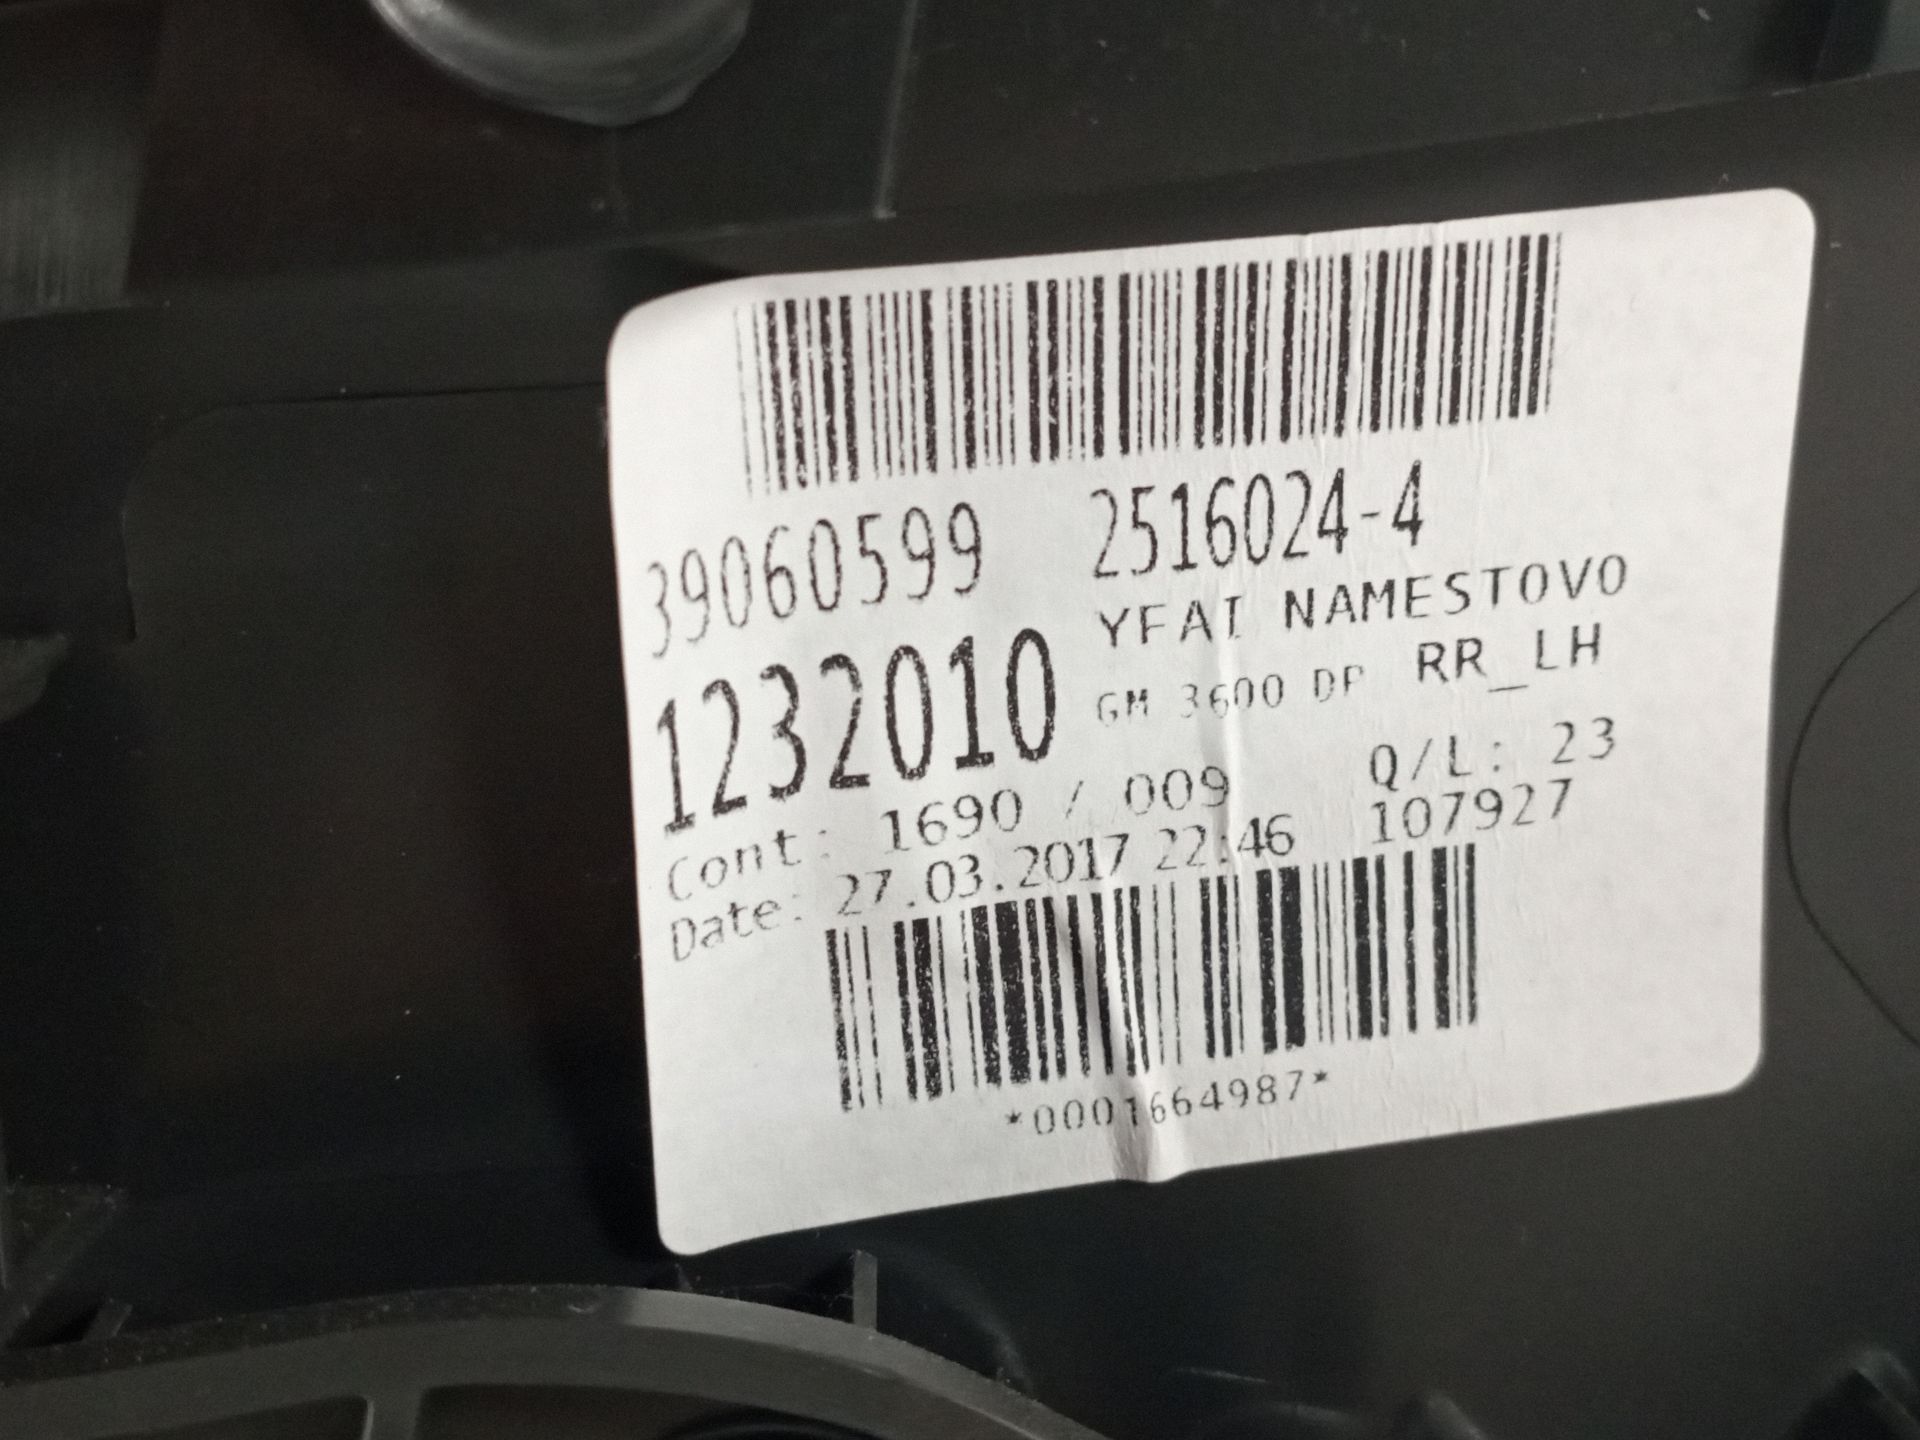 39060599 2516024-4
YFAI NAMESTOVO
1232010 GM 3600 DP RR_LH
Cont: 1690 / 009 Q/L: 23
Date: 27.03.2017 22:46 107927
*0001664987*